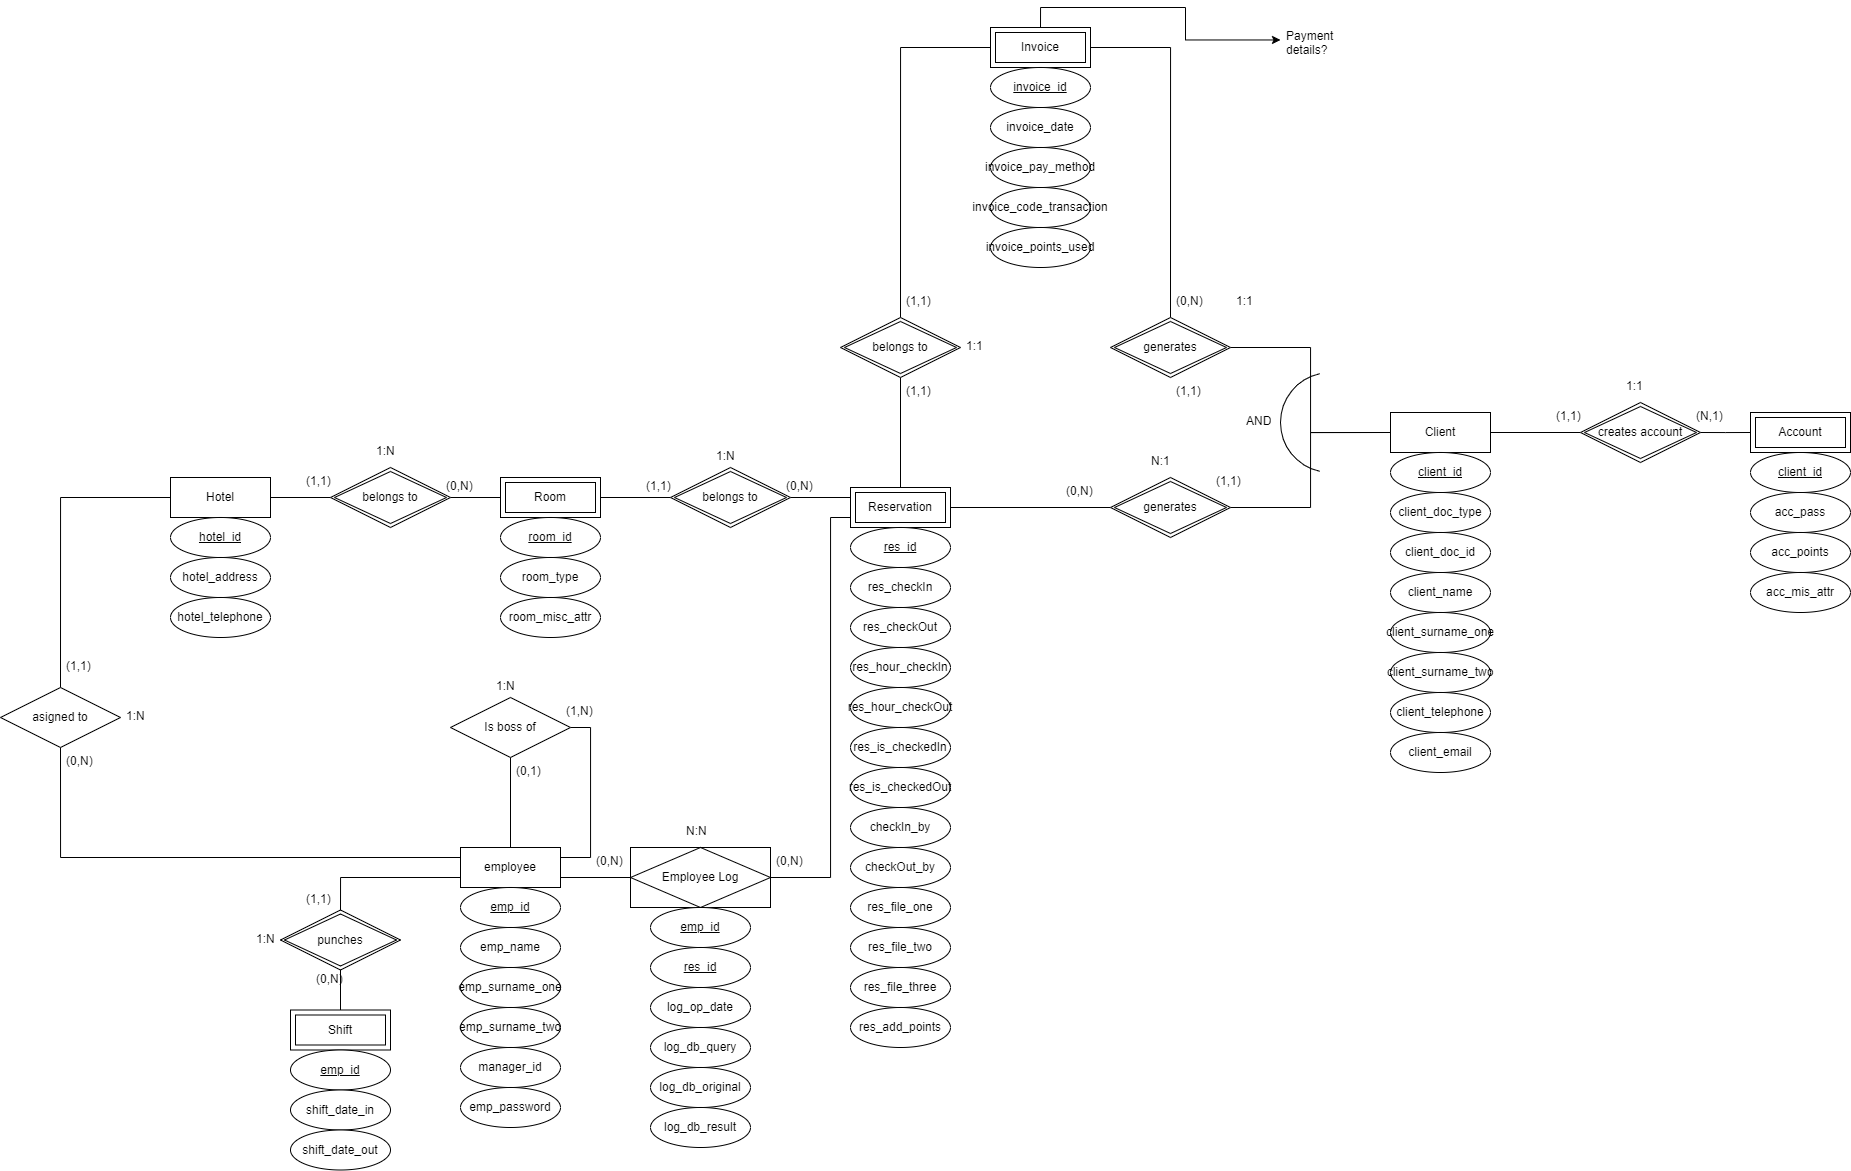 Invoice
Payment
details?
invoice_id
invoice_date
invoice_pay_method
invoice_code_transaction
invoice_points_used
(1,1)
(0,N)
1:1
belongs to
1:1
generates
(1,1)
(1,1)
AND
1:1
(1,1)
creates account
(N,1)
Client
client_id
client_doc_type
client_doc_id
client_name
client_surname_one
client_surname_two
client_telephone
client_email
Account
client_id
acc_pass
acc_points
acc_mis_attr
Hotel
hotel_id
hotel_address
hotel_telephone
1:N
(1,1)
belongs to
(0,N)
Room
room_id
room_type
room_misc_attr
1:N
(1,1)
belongs to
(0,N)
Reservation
res_id
res_checkIn
res_checkOut
res_hour_checkIn
res_hour_checkOut
res_is_checkedIn
res_is_checkedOut
checkIn_by
checkOut_by
res_file_one
res_file_two
res_file_three
res_add_points
N:1
(0,N)
generates
(1,1)
(1,1)
asigned to
1:N
(0,N)
1:N
Is boss of
(1,N)
(0,1)
employee
emp_id
emp_name
emp_surname_one
emp_surname_two
manager_id
emp_password
N:N
(0,N)
Employee Log
(0,N)
emp_id
res_id
log_op_date
log_db_query
log_db_original
log_db_result
(1,1)
1:N
punches
(0,N)
Shift
emp_id
shift_date_in
shift_date_out